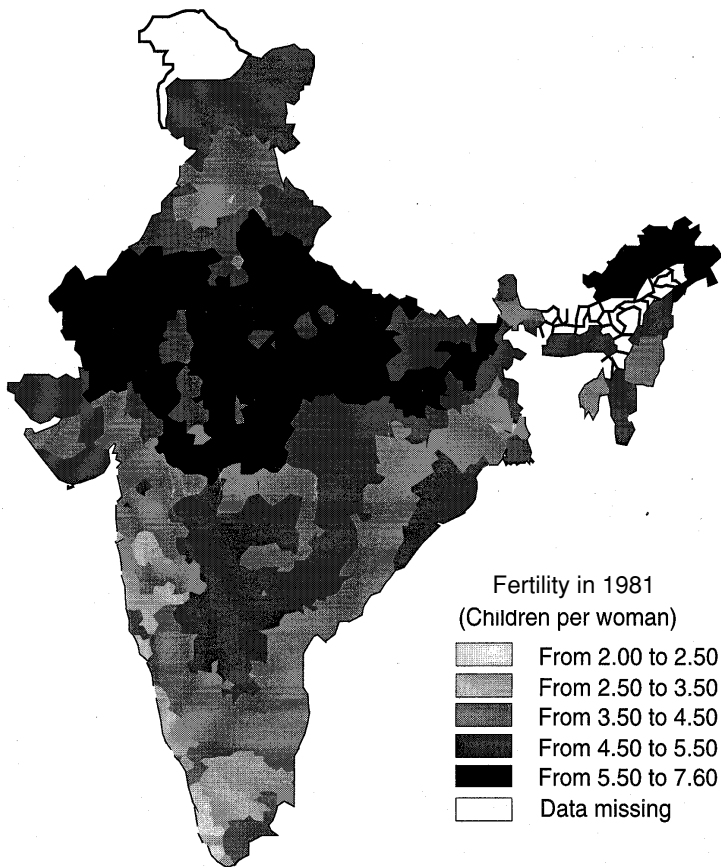 Fertility in 1981
(Children per woman)
From 2.00 to 2.50
From 2.50 to 3.50
From 3.50 to 4.50
From 4.50 to 5.50
From 5.50 to 7.60
Data missing